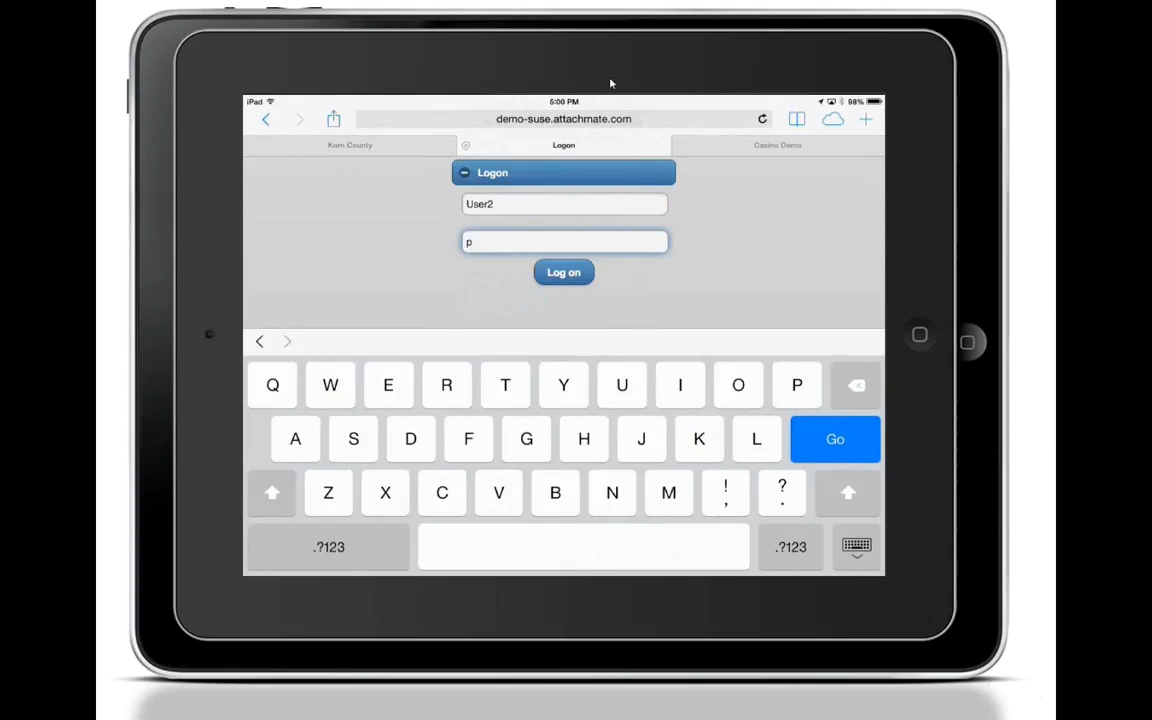 iPad 5:00 PM 98%
demo-suse.attachmate.com
Korn County Logon Casino Demo
Logon
User2
p
Log on
Q W E R T Y U I O P
A S D F G H J K L Go
Z X C V B N M ! , ? .
.?123 .?123